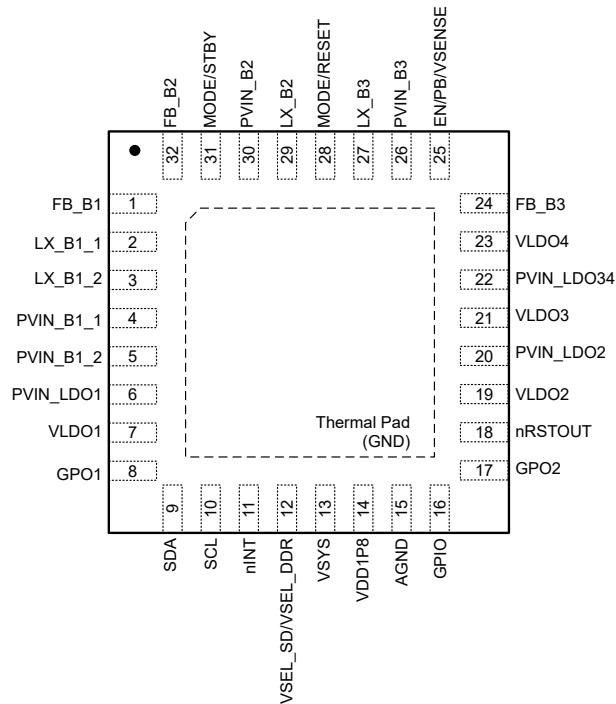 FB_B2
MODE/STBY
PVIN_B2
LX_B2
MODE/RESET
LX_B3
PVIN_B3
EN/PB/VSENSE
32
31
30
29
28
27
26
25
FB_B1 1
LX_B1_1 2
LX_B1_2 3
PVIN_B1_1 4
PVIN_B1_2 5
PVIN_LDO1 6
VLDO1 7
GPO1 8
24 FB_B3
23 VLDO4
22 PVIN_LDO34
21 VLDO3
20 PVIN_LDO2
19 VLDO2
18 nRSTOUT
17 GPO2
Thermal Pad
(GND)
9
10
11
12
13
14
15
16
SDA
SCL
nINT
VSEL_SD/VSEL_DDR
VSYS
VDD1P8
AGND
GPIO